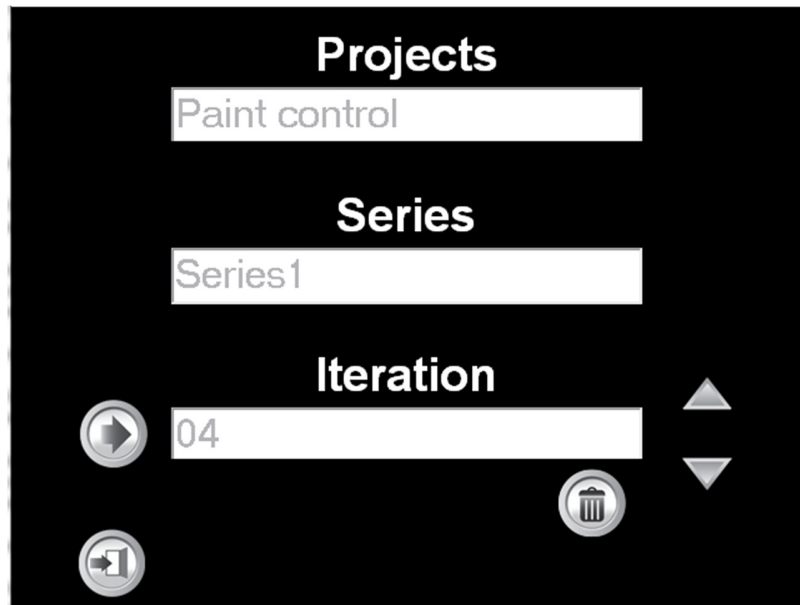 Projects
Paint control
Series
Series1
Iteration
04